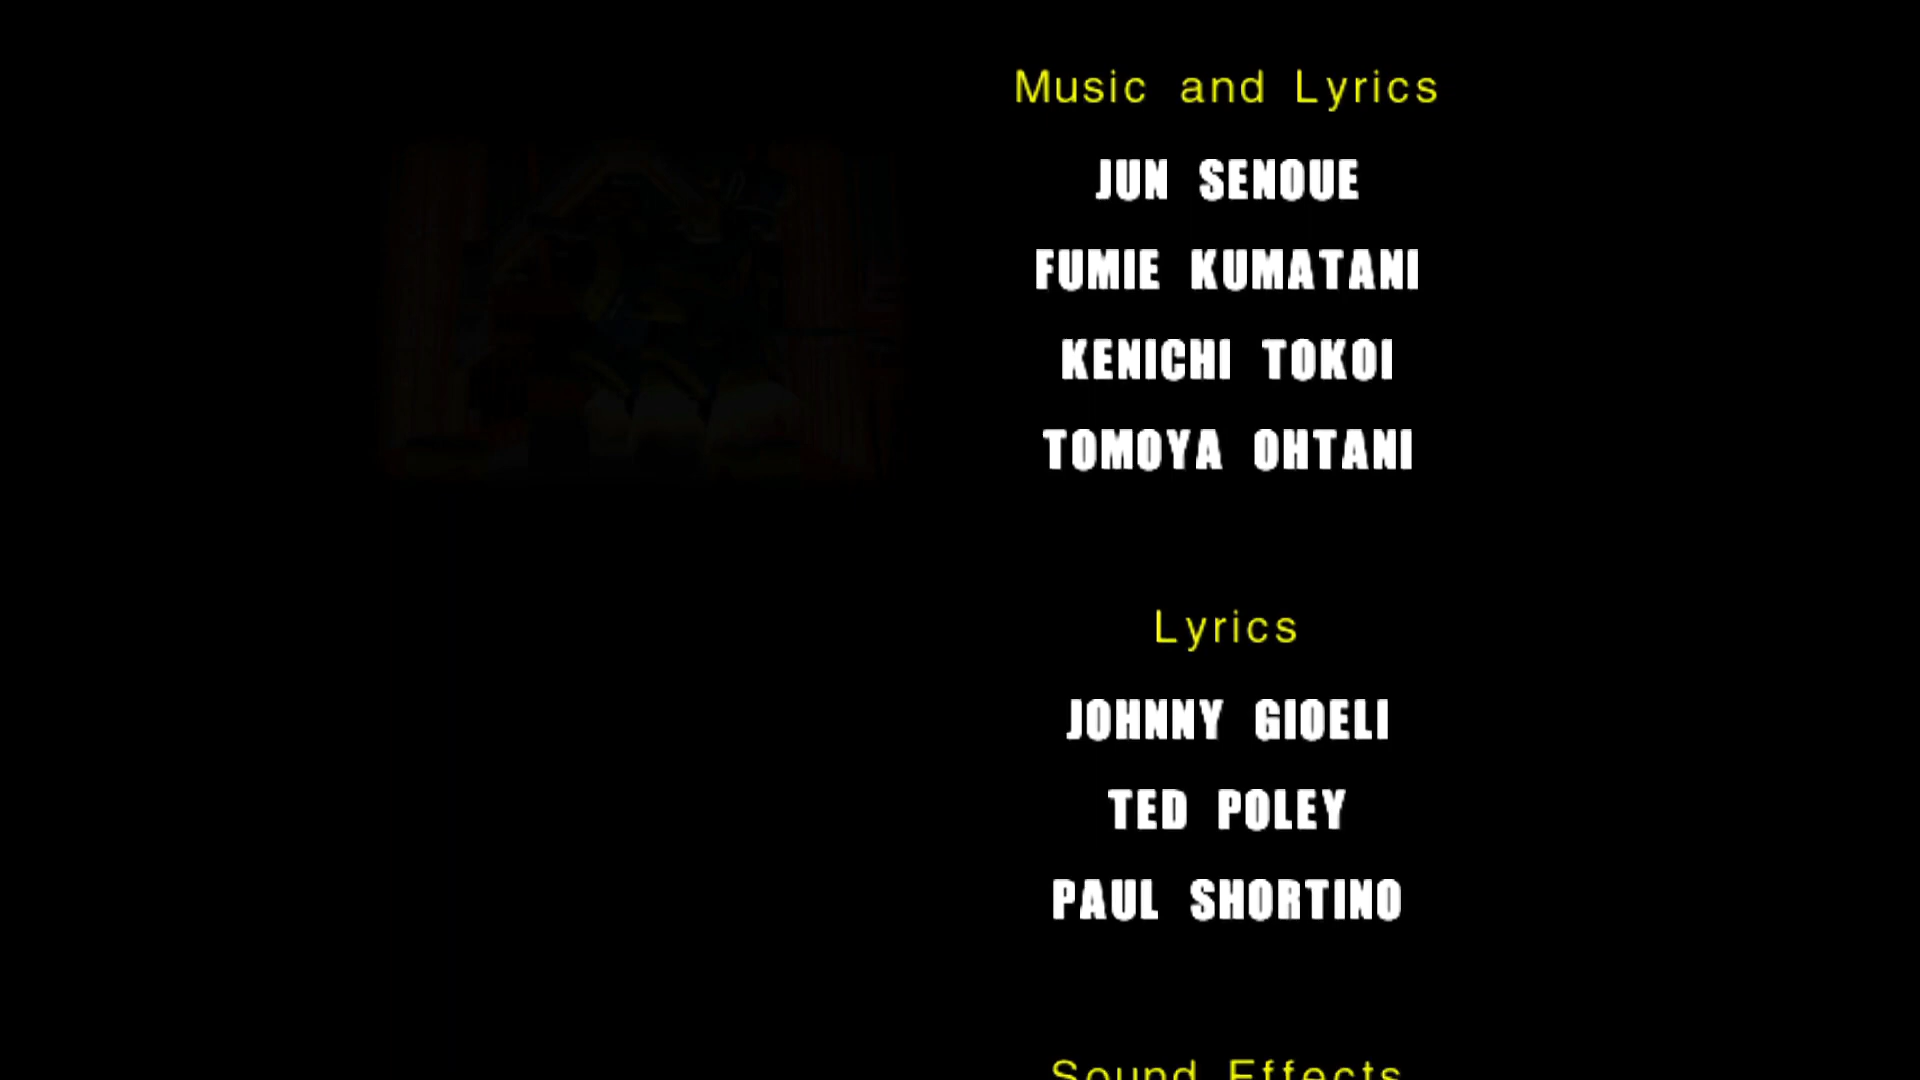 Music and Lyrics
JUN SENOUE
FUMIE KUMATANI
KENICHI TOKOI
TOMOYA OHTANI
Lyrics
JOHNNY GIOELI
TED POLEY
PAUL SHORTINO
Sound Effects